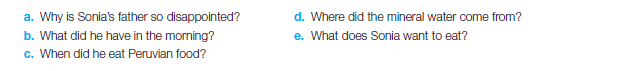 a. Why is Sonia's father so disappointed?
b. What did he have in the morning?
c. When did he eat Peruvian food?
d. Where did the mineral water come from?
e. What does Sonia want to eat?